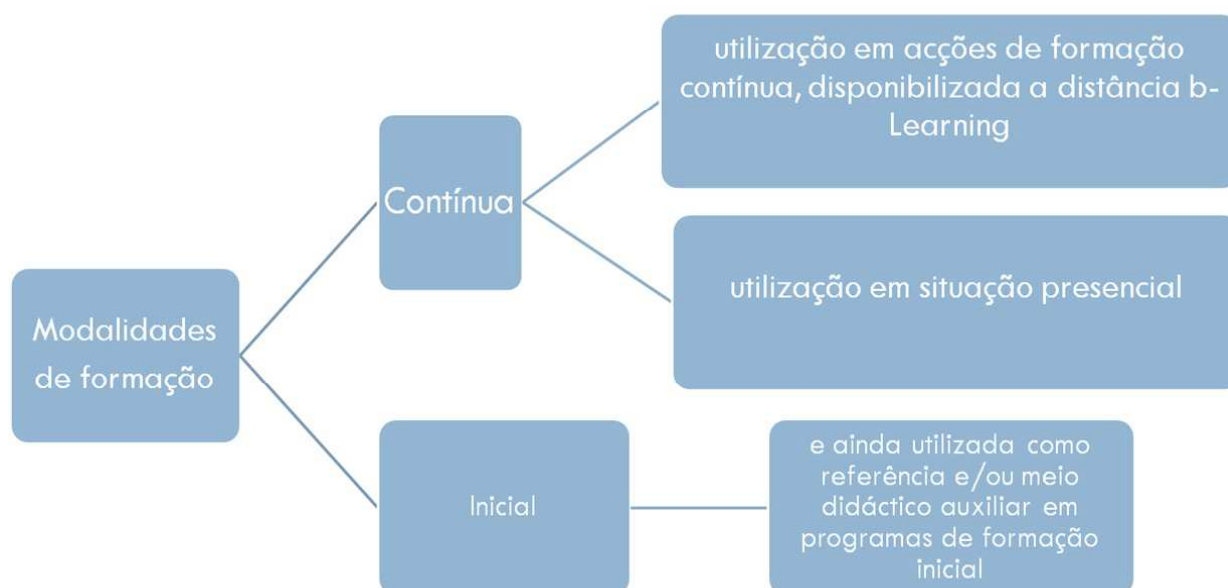 Modalidades
de formação
Contínua
utilização em acções de formação
contínua, disponibilizada a distância b-
Learning
utilização em situação presencial
Inicial
e ainda utilizada como
referência e/ou meio
didáctico auxiliar em
programas de formação
inicial